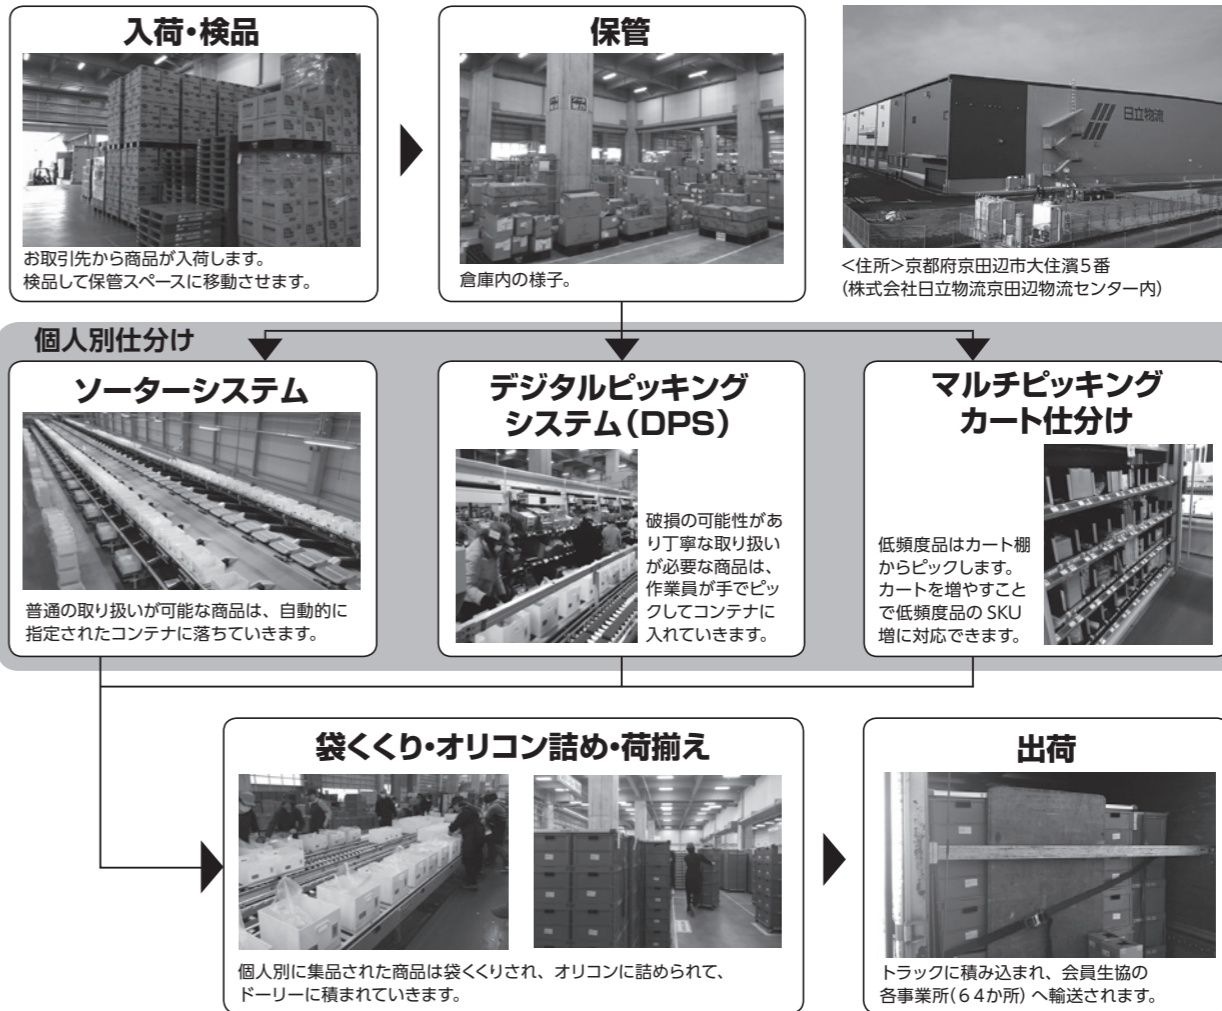 入荷・検品
お取引先から商品が入荷します。
検品して保管スペースに移動させます。
保管
倉庫内の様子。
日立物流
<住所>京都府京田辺市大住濱5番
(株式会社日立物流京田辺物流センター内)
個人別仕分け
ソーターシステム
普通の取り扱いが可能な商品は、自動的に
指定されたコンテナに落ちていきます。
デジタルピッキング
システム(DPS)
破損の可能性があ
り丁寧な取り扱い
が必要な商品は、
作業員が手でピッ
クしてコンテナに
入れていきます。
マルチピッキング
カート仕分け
低頻度品はカート棚
からピックします。
カートを増やすこと
で低頻度品の SKU
増に対応できます。
袋くくり・オリコン詰め・荷揃え
個人別に集品された商品は袋くくりされ、オリコンに詰められて、
ドーリーに積まれていきます。
出荷
トラックに積み込まれ、会員生協の
各事業所(64か所) へ輸送されます。